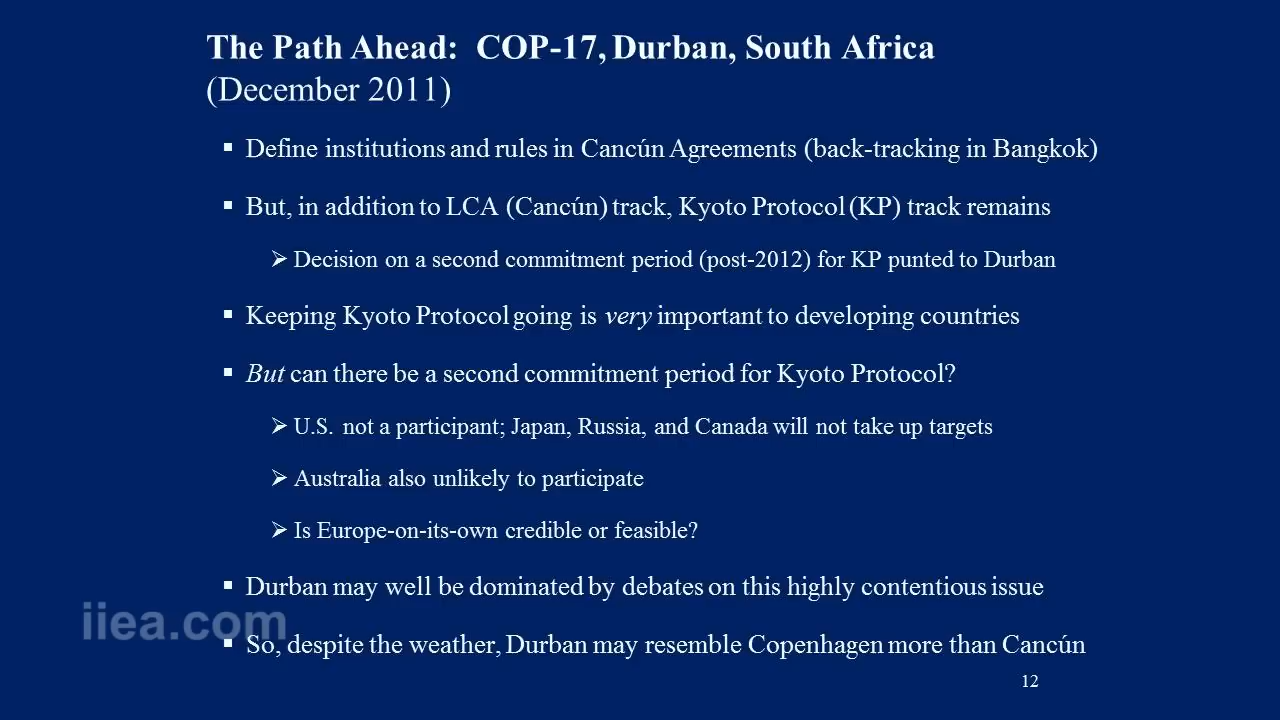 The Path Ahead: COP-17, Durban, South Africa
(December 2011)
▪ Define institutions and rules in Cancún Agreements (back-tracking in Bangkok)
▪ But, in addition to LCA (Cancún) track, Kyoto Protocol (KP) track remains
➢ Decision on a second commitment period (post-2012) for KP punted to Durban
▪ Keeping Kyoto Protocol going is very important to developing countries
▪ But can there be a second commitment period for Kyoto Protocol?
➢ U.S. not a participant; Japan, Russia, and Canada will not take up targets
➢ Australia also unlikely to participate
➢ Is Europe-on-its-own credible or feasible?
▪ Durban may well be dominated by debates on this highly contentious issue
iiea.com
▪ So, despite the weather, Durban may resemble Copenhagen more than Cancún
12